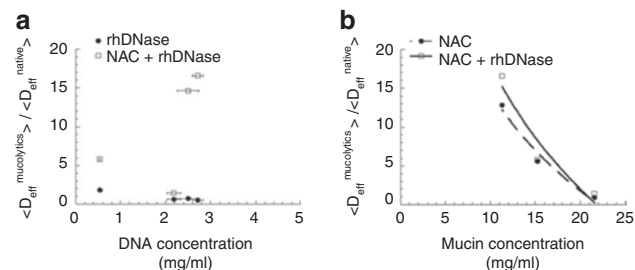 a
rhDNase
NAC + rhDNase
<D_eff^mucolytics> / <D_eff^native>
20
15
10
5
0
0 1 2 3 4 5
DNA concentration
(mg/ml)
b
NAC
NAC + rhDNase
<D_eff^mucolytics> / <D_eff^native>
20
15
10
5
0
0 5 10 15 20 25
Mucin concentration
(mg/ml)